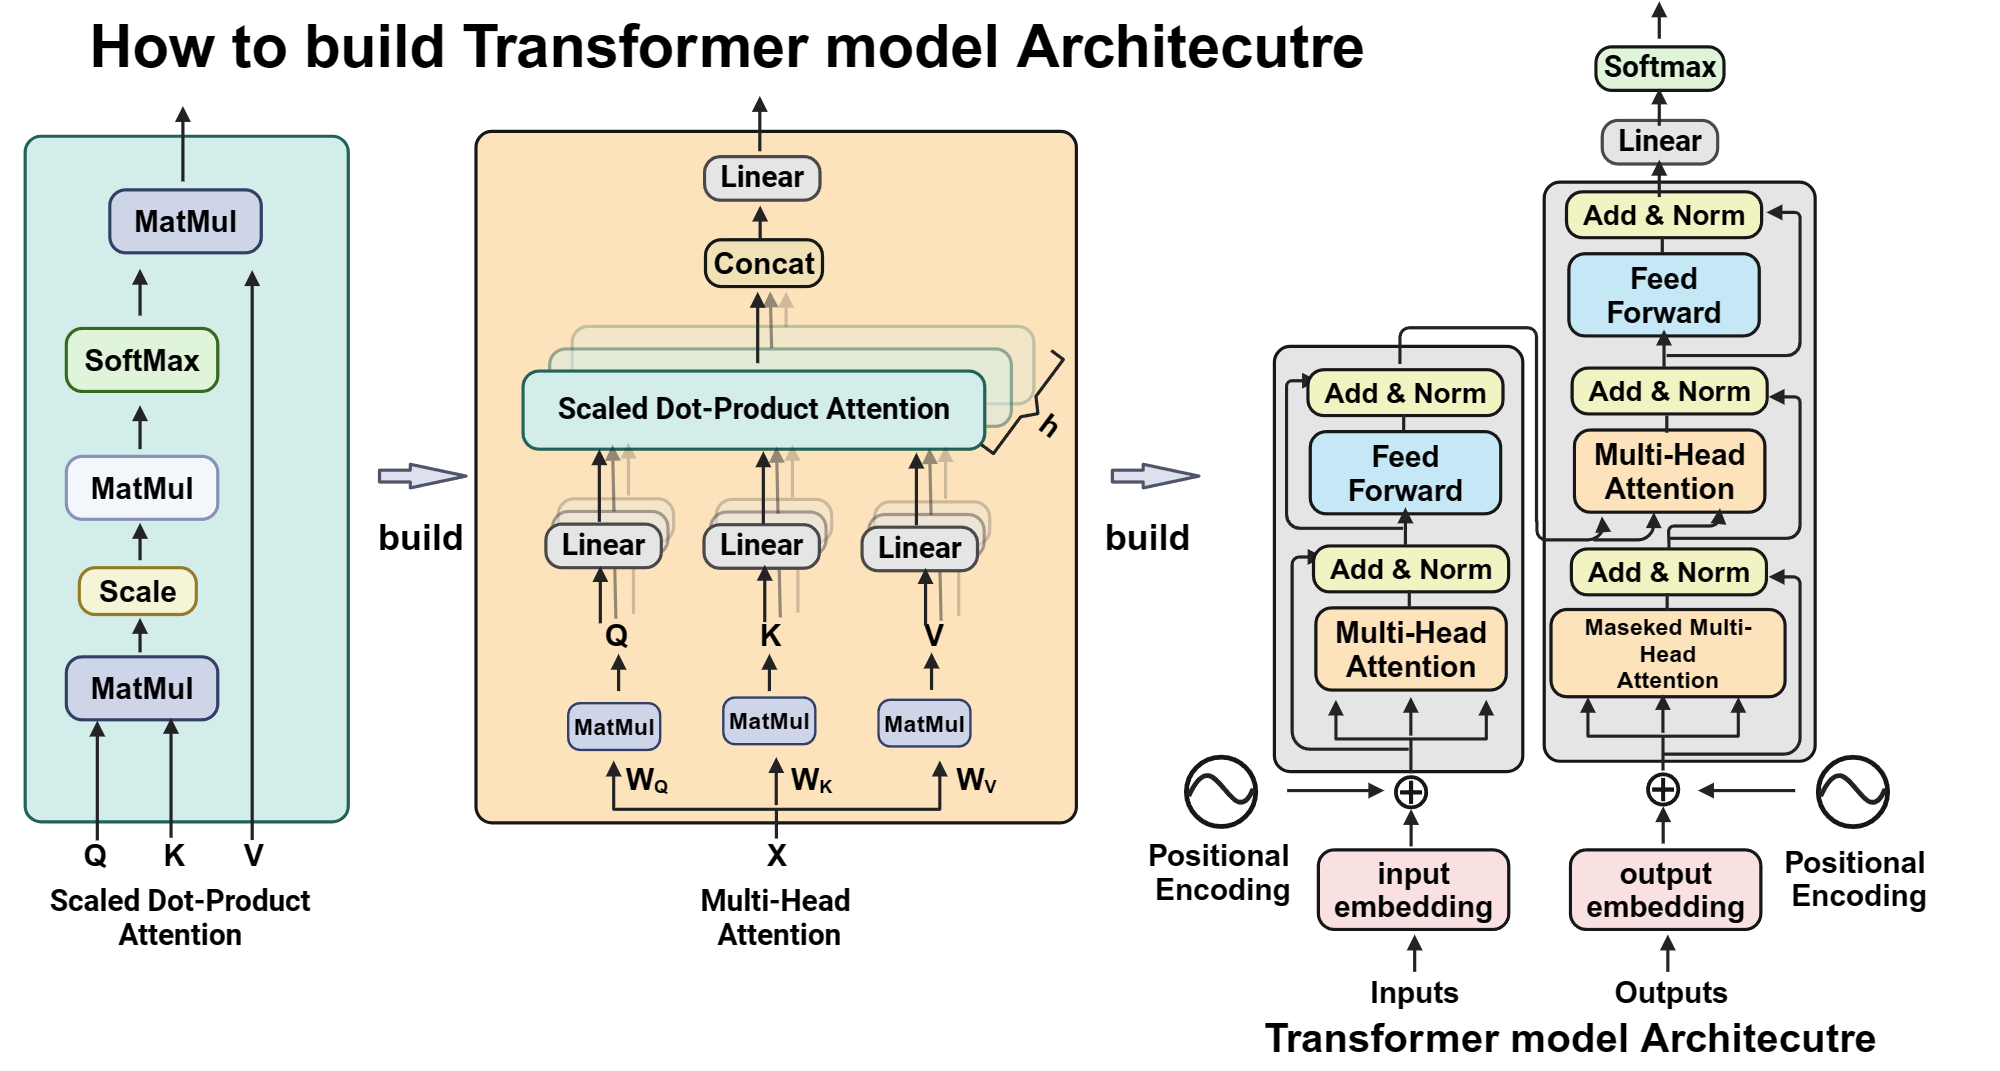 How to build Transformer model Architecutre
MatMul
SoftMax
MatMul
Scale
MatMul
Q K V
Scaled Dot-Product
Attention
build
Linear
Concat
Scaled Dot-Product Attention
h
Linear Linear Linear
Q K V
MatMul MatMul MatMul
WQ WK WV
X
Multi-Head
Attention
build
Add & Norm
Feed
Forward
Add & Norm
Multi-Head
Attention
Positional
Encoding
input
embedding
Inputs
Softmax
Linear
Add & Norm
Feed
Forward
Add & Norm
Multi-Head
Attention
Add & Norm
Maseked Multi-
Head
Attention
Positional
Encoding
output
embedding
Outputs
Transformer model Architecutre